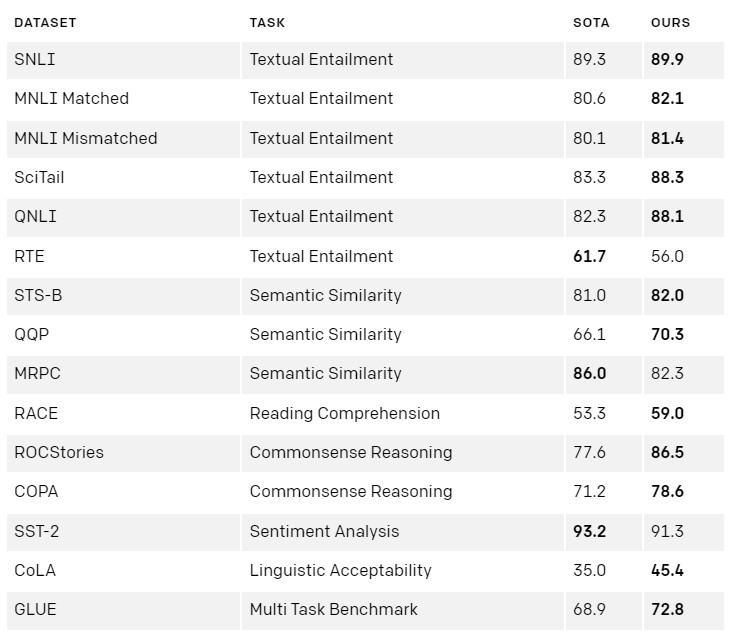 DATASET TASK SOTA OURS
SNLI Textual Entailment 89.3 89.9
MNLI Matched Textual Entailment 80.6 82.1
MNLI Mismatched Textual Entailment 80.1 81.4
SciTail Textual Entailment 83.3 88.3
QNLI Textual Entailment 82.3 88.1
RTE Textual Entailment 61.7 56.0
STS-B Semantic Similarity 81.0 82.0
QQP Semantic Similarity 66.1 70.3
MRPC Semantic Similarity 86.0 82.3
RACE Reading Comprehension 53.3 59.0
ROCStories Commonsense Reasoning 77.6 86.5
COPA Commonsense Reasoning 71.2 78.6
SST-2 Sentiment Analysis 93.2 91.3
CoLA Linguistic Acceptability 35.0 45.4
GLUE Multi Task Benchmark 68.9 72.8